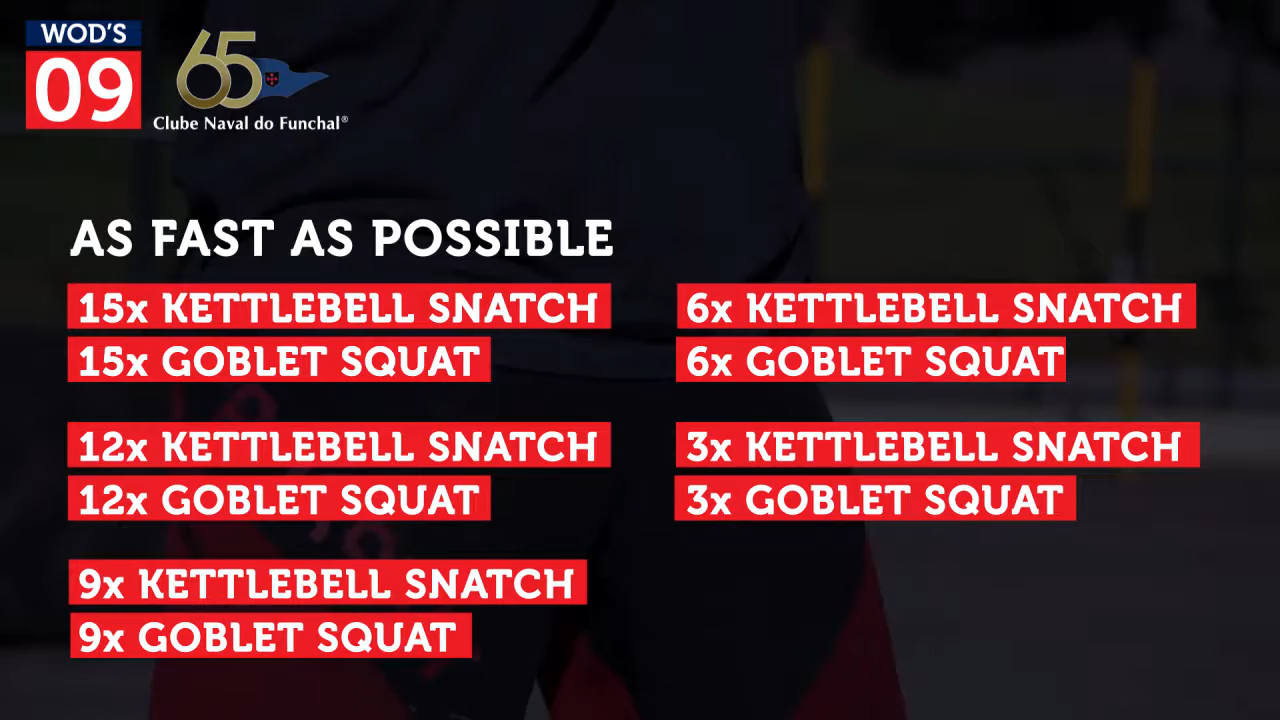 WOD'S
09
65
Clube Naval do Funchal®
AS FAST AS POSSIBLE
15x KETTLEBELL SNATCH
15x GOBLET SQUAT
12x KETTLEBELL SNATCH
12x GOBLET SQUAT
9x KETTLEBELL SNATCH
9x GOBLET SQUAT
6x KETTLEBELL SNATCH
6x GOBLET SQUAT
3x KETTLEBELL SNATCH
3x GOBLET SQUAT